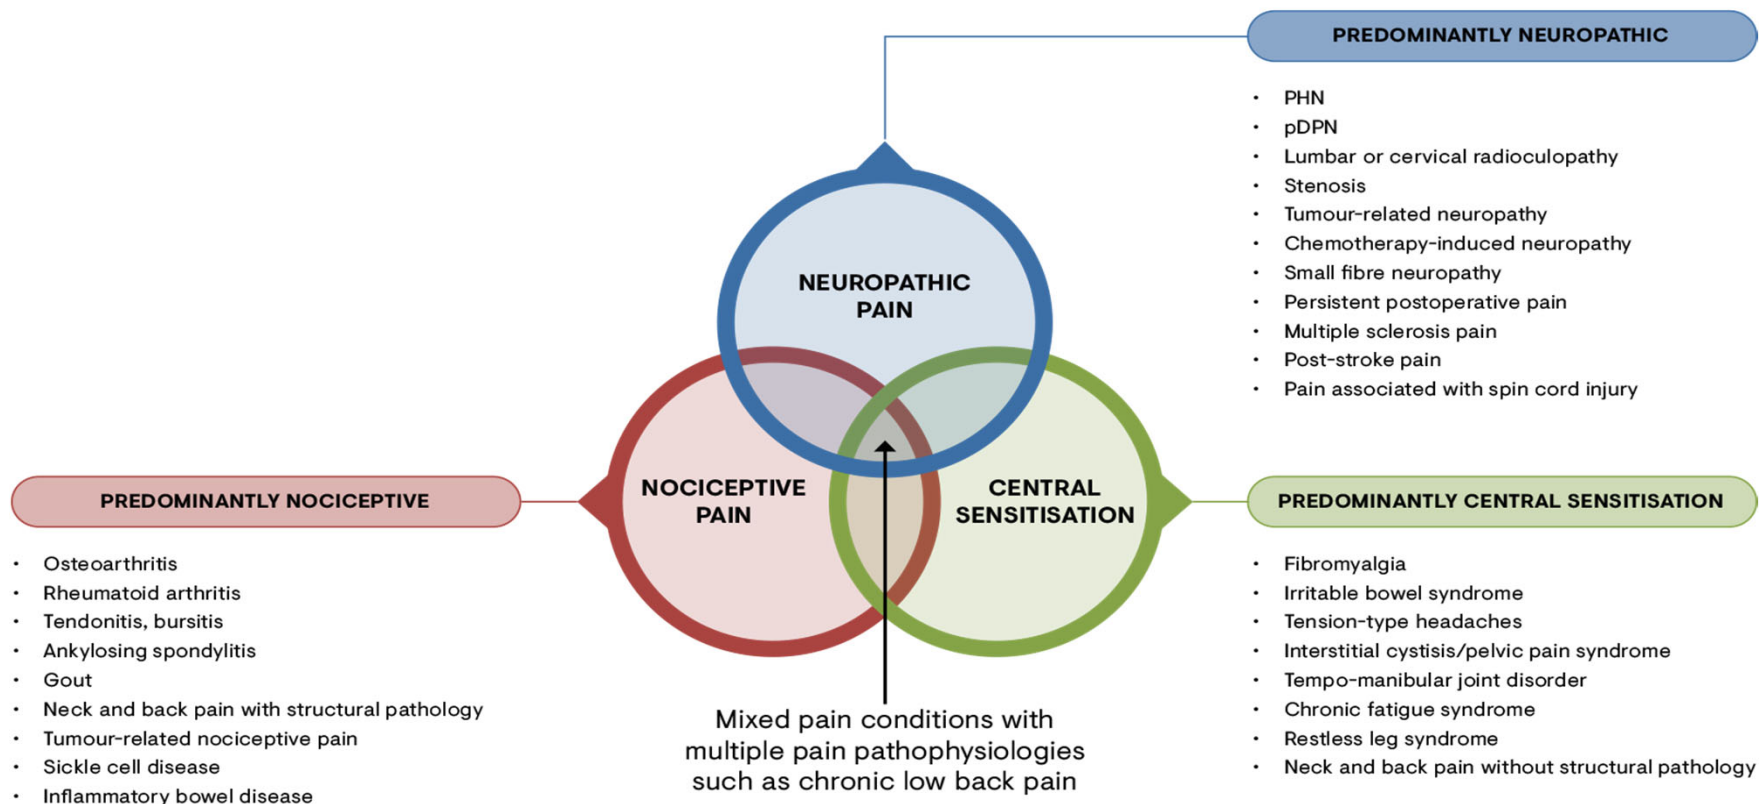 PREDOMINANTLY NEUROPATHIC
• PHN
• pDPN
• Lumbar or cervical radioculopathy
• Stenosis
• Tumour-related neuropathy
• Chemotherapy-induced neuropathy
• Small fibre neuropathy
• Persistent postoperative pain
• Multiple sclerosis pain
• Post-stroke pain
• Pain associated with spin cord injury
NEUROPATHIC
PAIN
NOCICEPTIVE
PAIN
CENTRAL
SENSITISATION
PREDOMINANTLY NOCICEPTIVE
• Osteoarthritis
• Rheumatoid arthritis
• Tendonitis, bursitis
• Ankylosing spondylitis
• Gout
• Neck and back pain with structural pathology
• Tumour-related nociceptive pain
• Sickle cell disease
• Inflammatory bowel disease
Mixed pain conditions with
multiple pain pathophysiologies
such as chronic low back pain
PREDOMINANTLY CENTRAL SENSITISATION
• Fibromyalgia
• Irritable bowel syndrome
• Tension-type headaches
• Interstitial cystisis/pelvic pain syndrome
• Tempo-manibular joint disorder
• Chronic fatigue syndrome
• Restless leg syndrome
• Neck and back pain without structural pathology